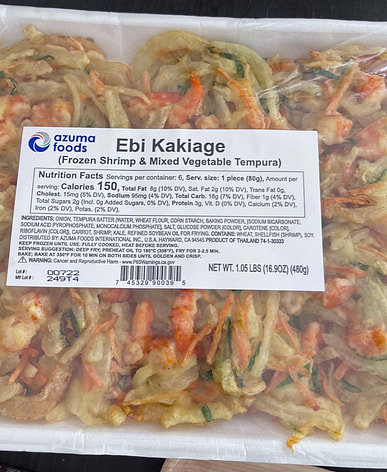 azuma
foods
Ebi Kakiage
(Frozen Shrimp & Mixed Vegetable Tempura)
Nutrition Facts Servings per container: 6, Serv. size: 1 piece (80g), Amount per
serving: Calories 150, Total Fat 8g (10% DV), Sat. Fat 2g (10% DV), Trans Fat 0g,
Cholest. 15mg (5% DV), Sodium 95mg (4% DV), Total Carb. 18g (7% DV), Fiber 1g (4% DV),
Total Sugars 2g (Incl. 0g Added Sugars, 0% DV), Protein 3g, Vit. D (0% DV), Calcium (2% DV),
Iron (2% DV), Potas. (2% DV).
INGREDIENTS: ONION, TEMPURA BATTER (WATER, WHEAT FLOUR, CORN STARCH, BAKING POWDER, [SODIUM BICARBONATE,
SODIUM ACID PYROPHOSPHATE, MONOCALCIUM PHOSPHATE], SALT, GLUCOSE POWDER (COLOR), CAROTENE [COLOR],
RIBOFLAVIN [COLOR]), CARROT, SHRIMP, KALE, REFINED SOYBEAN OIL FOR FRYING. CONTAINS: WHEAT, SHELLFISH (SHRIMP), SOY.
DISTRIBUTED BY: AZUMA FOODS INTERNATIONAL INC., U.S.A. HAYWARD, CA 94545 PRODUCT OF THAILAND 74-1-30333
KEEP FROZEN UNTIL USE. FULLY COOKED, HEAT BEFORE SERVING.
SERVING SUGGESTION: DEEP FRY; PREHEAT OIL TO 180°C (356°F), FRY FOR 2-2.5 MIN.
BAKE: BAKE AT 350°F FOR 10 MIN ON BOTH SIDES UNTIL GOLDEN AND CRISP.
⚠ WARNING: Cancer and Reproductive Harm - www.P65Warnings.ca.gov
Lot #: 00722
Mfr Lot #: 249T4
7 45329 90039 5
NET WT. 1.05 LBS (16.9OZ) (480g)